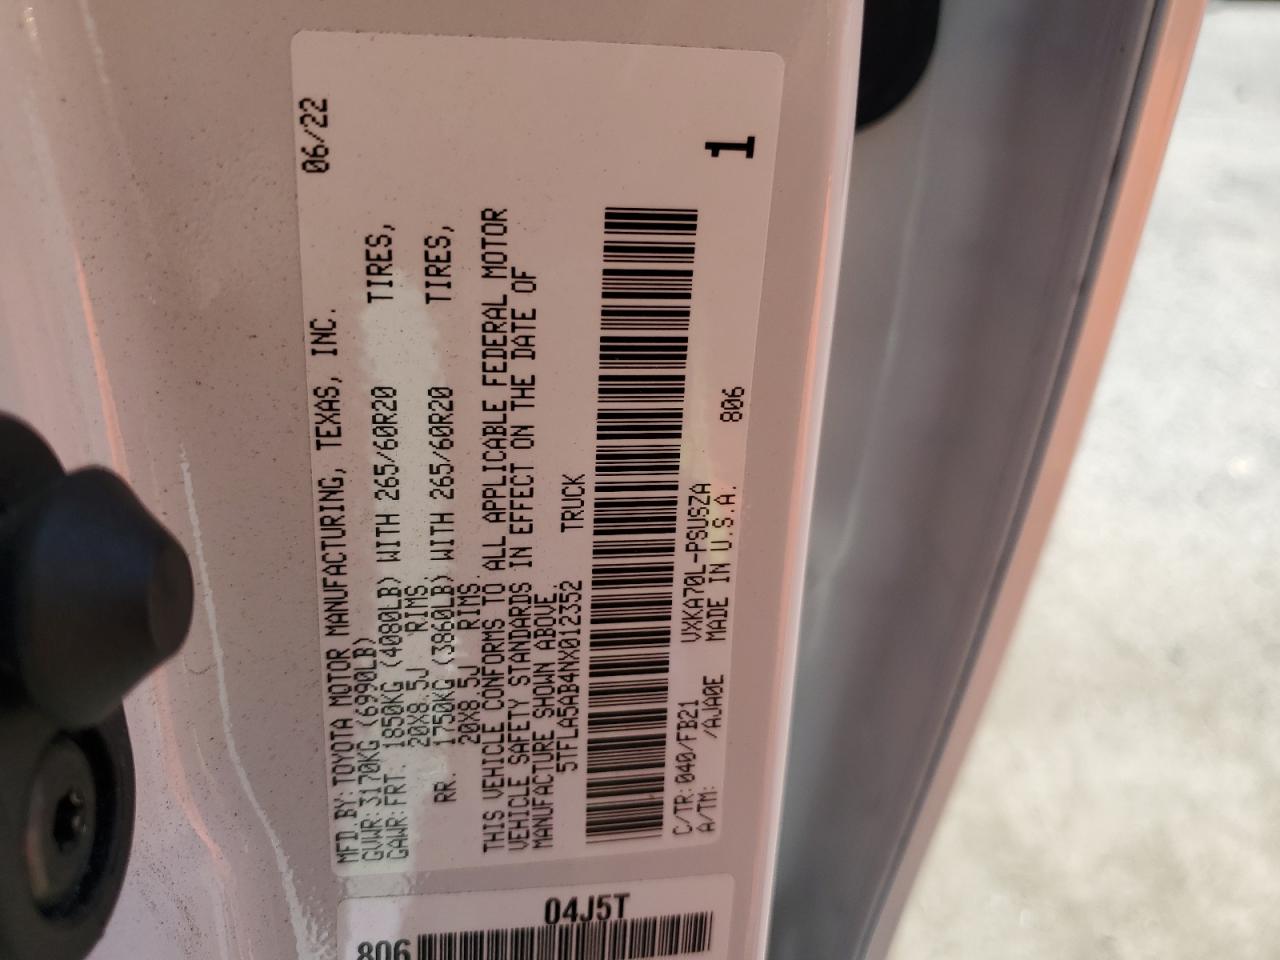 MFD.BY:TOYOTA MOTOR MANUFACTURING, TEXAS, INC. 06/22
GVWR:3170KG (6990LB)
GAWR:FRT. 1850KG (4080LB) WITH 265/60R20 TIRES,
20X8.5J RIMS.
RR. 1750KG (3860LB) WITH 265/60R20 TIRES,
20X8.5J RIMS.
THIS VEHICLE CONFORMS TO ALL APPLICABLE FEDERAL MOTOR
VEHICLE SAFETY STANDARDS IN EFFECT ON THE DATE OF
MANUFACTURE SHOWN ABOVE.
5TFLA5AB4NX012352 TRUCK
1
C/TR:040/FB21 VXKA70L-PSUSZA
A/TM: /AJA0E MADE IN U.S.A. 806
04J5T
806